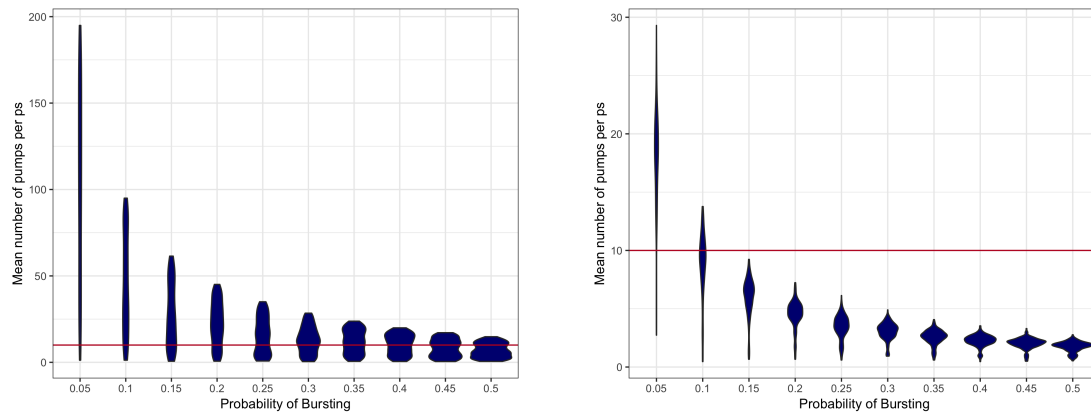 Mean number of pumps per ps
200
150
100
50
0
0.05 0.1 0.15 0.2 0.25 0.3 0.35 0.4 0.45 0.5
Probability of Bursting
Mean number of pumps per ps
30
20
10
0
0.05 0.1 0.15 0.2 0.25 0.3 0.35 0.4 0.45 0.5
Probability of Bursting